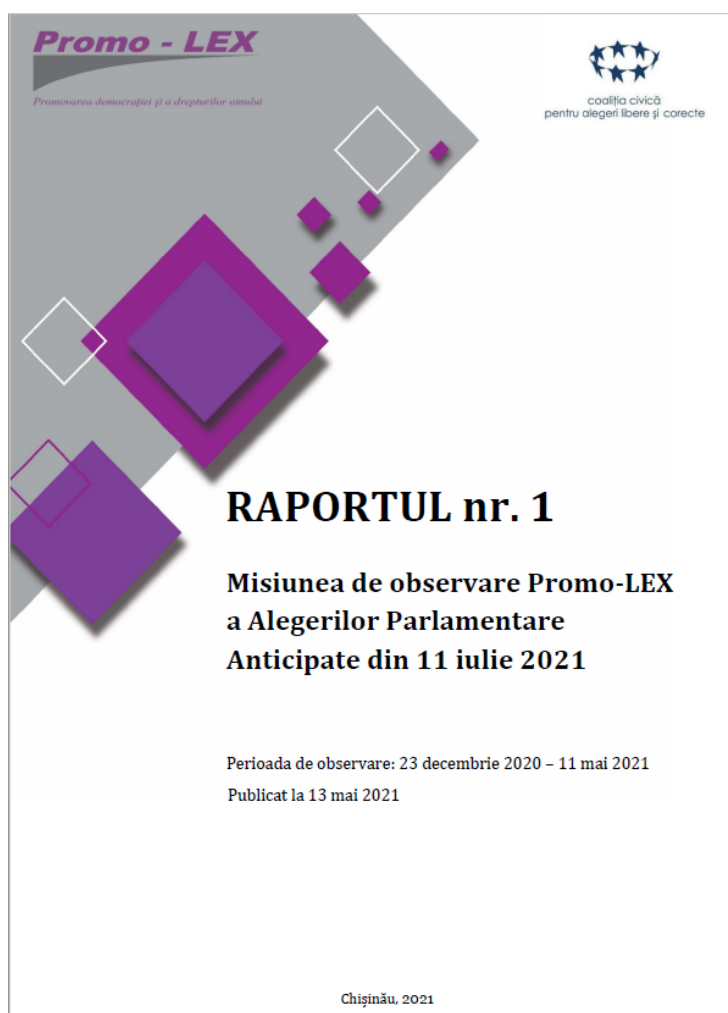 Promo - LEX
Promovarea democrației și a drepturilor omului
coaliția civică
pentru alegeri libere și corecte
RAPORTUL nr. 1
Misiunea de observare Promo-LEX
a Alegerilor Parlamentare
Anticipate din 11 iulie 2021
Perioada de observare: 23 decembrie 2020 – 11 mai 2021
Publicat la 13 mai 2021
Chișinău, 2021